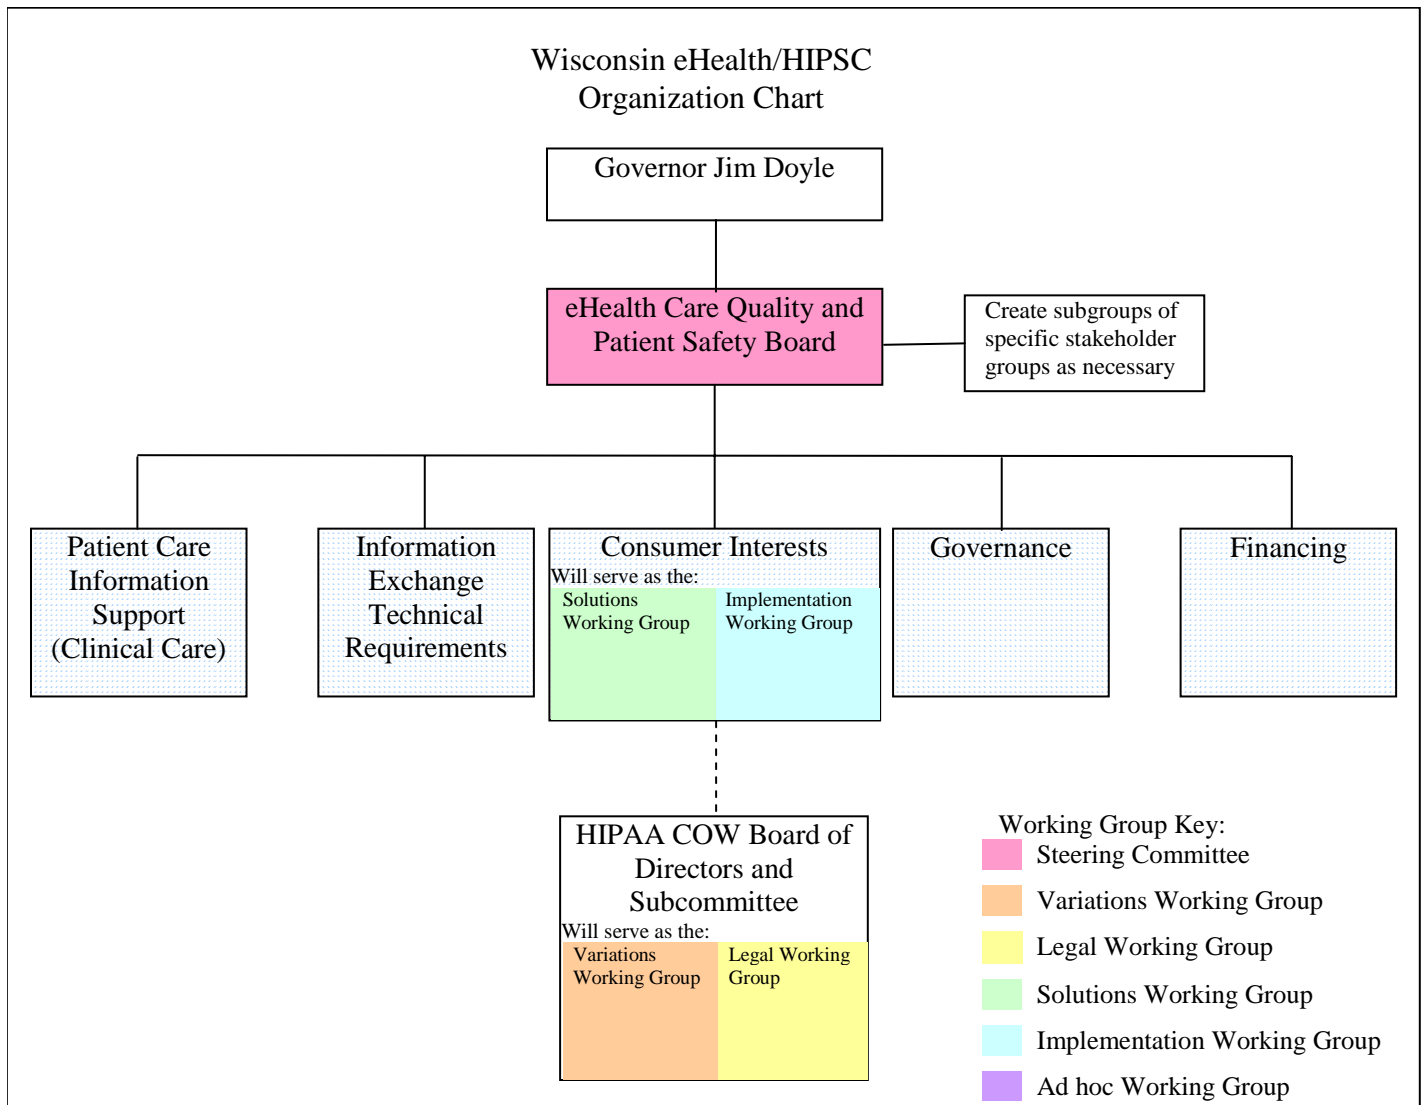 Wisconsin eHealth/HIPSC
Organization Chart
Governor Jim Doyle
eHealth Care Quality and
Patient Safety Board
Create subgroups of
specific stakeholder
groups as necessary
Patient Care
Information
Support
(Clinical Care)
Information
Exchange
Technical
Requirements
Consumer Interests
Will serve as the:
Solutions
Working Group
Implementation
Working Group
Governance
Financing
HIPAA COW Board of
Directors and
Subcommittee
Will serve as the:
Variations
Working Group
Legal Working
Group
Working Group Key:
Steering Committee
Variations Working Group
Legal Working Group
Solutions Working Group
Implementation Working Group
Ad hoc Working Group